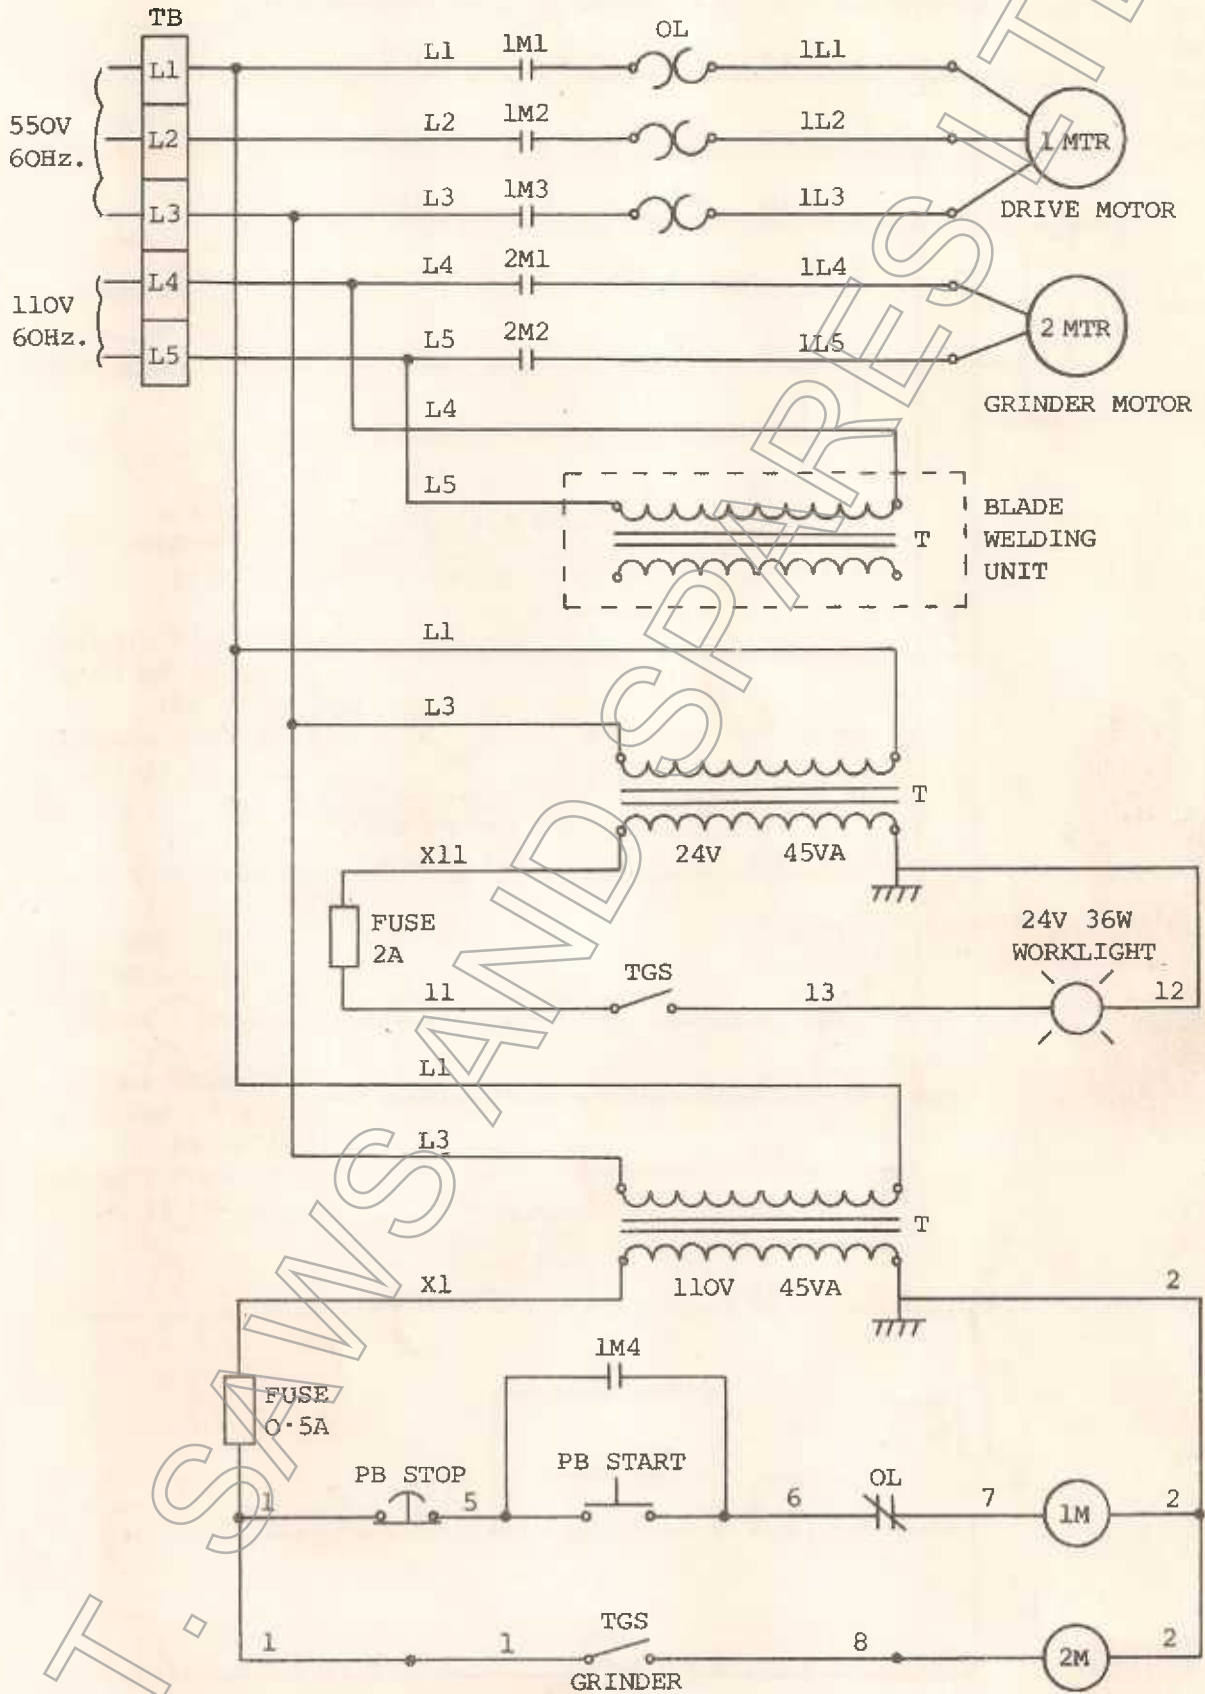 TB
L1 L1 1M1 OL 1L1
550V
60Hz.
L2 L2 1M2 1L2 1 MTR
L3 L3 1M3 1L3
DRIVE MOTOR
110V
60Hz.
L4 L4 2M1 1L4
L5 L5 2M2 1L5 2 MTR
GRINDER MOTOR
L4
L5
T
BLADE
WELDING
UNIT
L1
L3
T
X11 24V 45VA
FUSE
2A
24V 36W
WORKLIGHT
11 TGS 13 12
L1
L3
T
X1 110V 45VA 2
FUSE
0·5A
1M4
PB STOP PB START OL
1 5 6 7 1M 2
1 1 TGS 8 2M 2
GRINDER
T. SAWS AND SPARES LTD